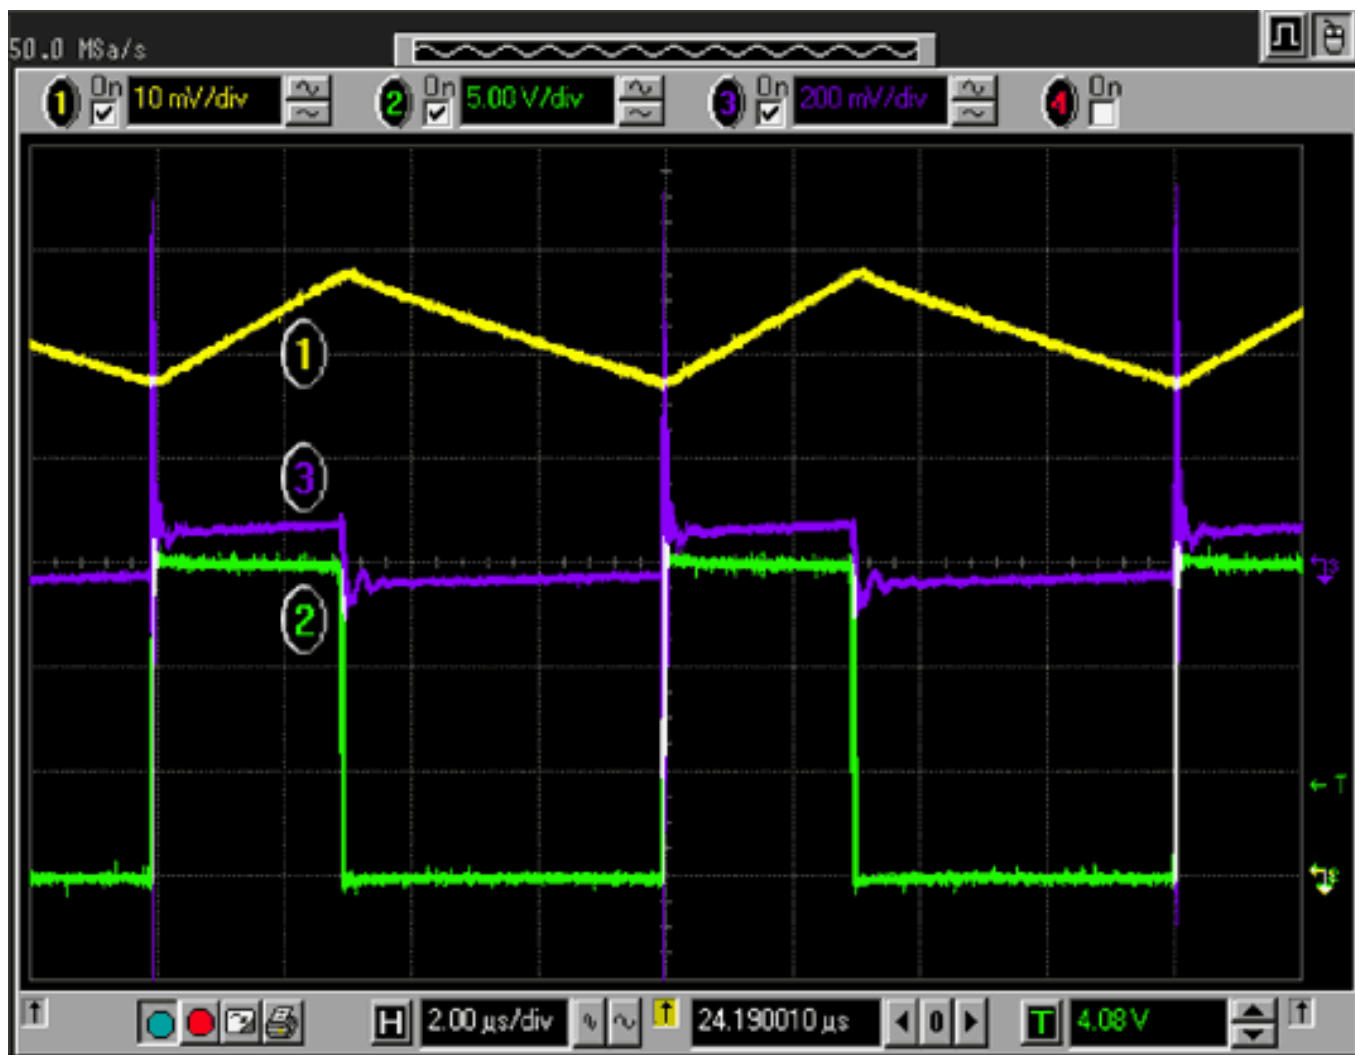 50.0 MSa/s
1 On 10 mV/div 2 On 5.00 V/div 3 On 200 mV/div 4 On
1
3
2
3
T
H 2.00 µs/div 24.190010 µs 0 T 4.08 V